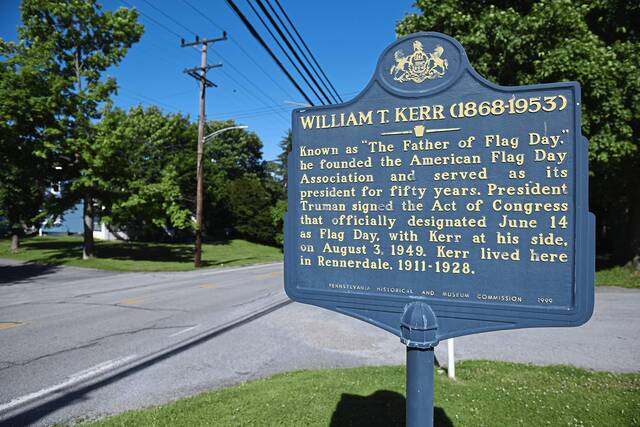 WILLIAM T. KERR (1868-1953)
Known as "The Father of Flag Day,"
he founded the American Flag Day
Association and served as its
president for fifty years. President
Truman signed the Act of Congress
that officially designated June 14
as Flag Day, with Kerr at his side,
on August 3, 1949. Kerr lived here
in Rennerdale, 1911-1928.
PENNSYLVANIA HISTORICAL AND MUSEUM COMMISSION 1999